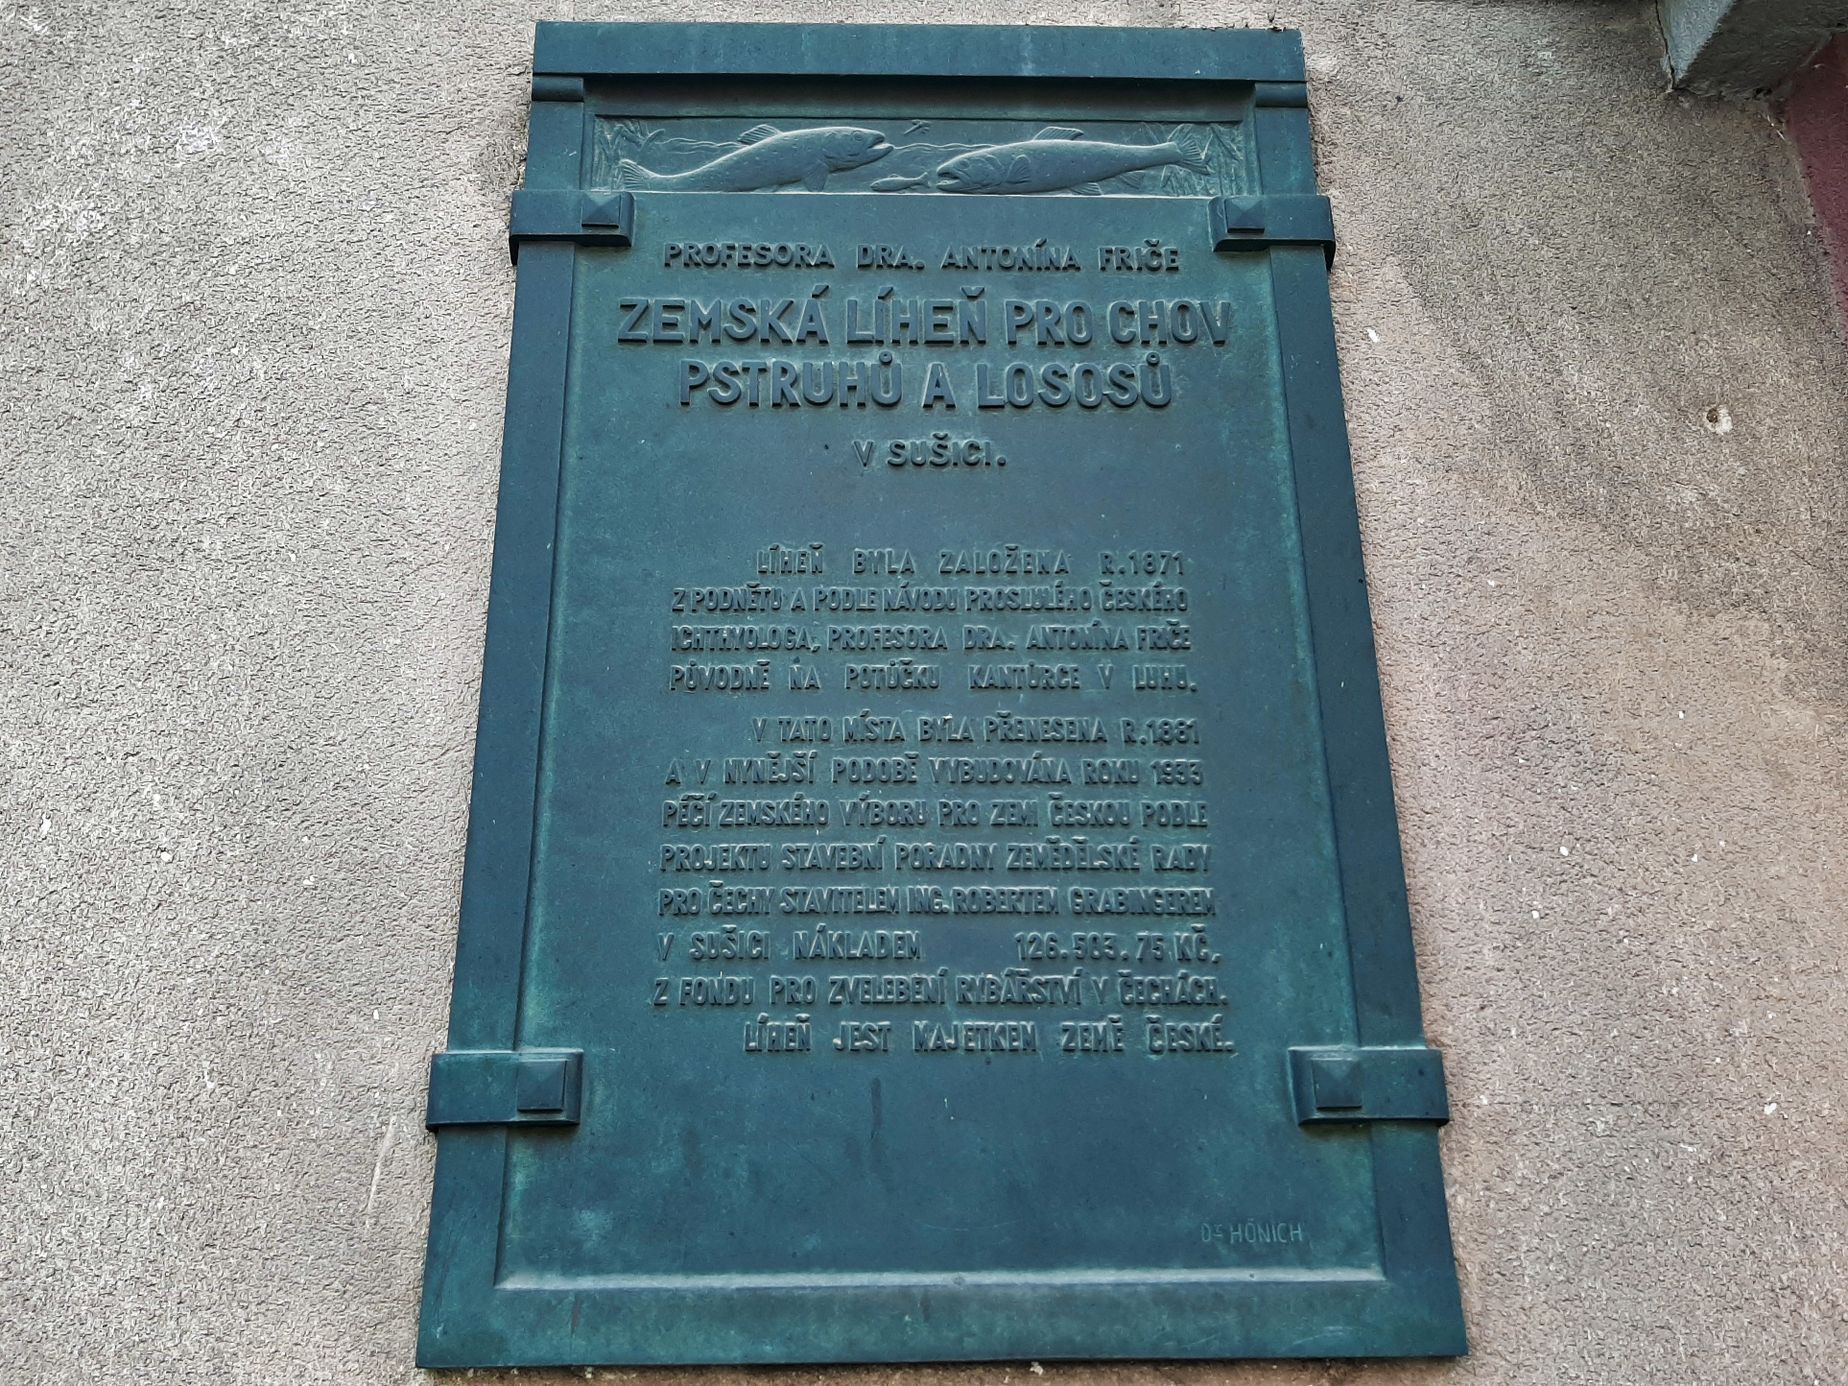 PROFESORA DRA. ANTONÍNA FRIČE
ZEMSKÁ LÍHEŇ PRO CHOV
PSTRUHŮ A LOSOSŮ
V SUŠICI.
LÍHEŇ BYLA ZALOŽENA R.1871
Z PODNĚTU A PODLE NÁVODU PROSLULÉHO ČESKÉHO
ICHTHYOLOGA, PROFESORA DRA. ANTONÍNA FRIČE
PŮVODNĚ NA POTŮČKU KANTŮRCE V LUHU.
V TATO MÍSTA BYLA PŘENESENA R.1881
A V NYNĚJŠÍ PODOBĚ VYBUDOVÁNA ROKU 1933
PÉČÍ ZEMSKÉHO VÝBORU PRO ZEMI ČESKOU PODLE
PROJEKTU STAVEBNÍ PORADNY ZEMĚDĚLSKÉ RADY
PRO ČECHY STAVITELEM ING. ROBERTEM GRABINGEREM
V SUŠICI NÁKLADEM 126.503.75 KČ,
Z FONDU PRO ZVELEBENÍ RYBÁŘSTVÍ V ČECHÁCH.
LÍHEŇ JEST MAJETKEM ZEMĚ ČESKÉ.
Dr HÖNICH